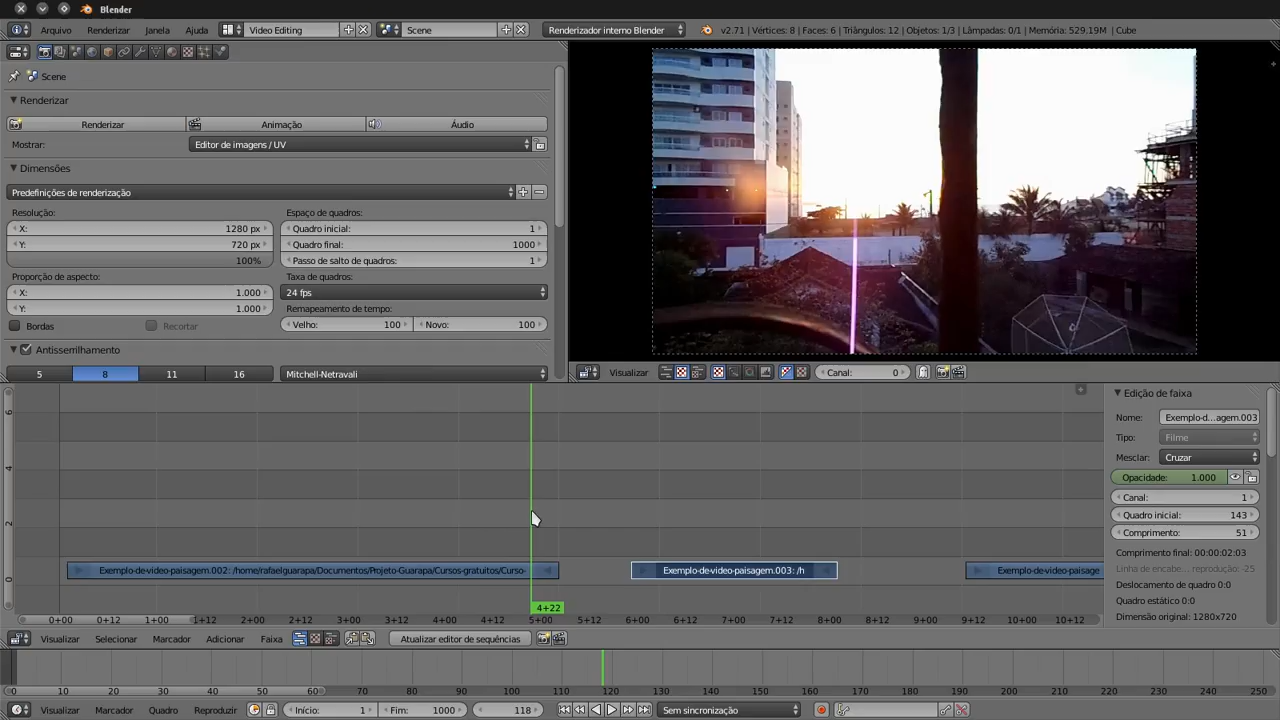 Blender
Arquivo Renderizar Janela Ajuda Video Editing Scene Renderizador interno Blender v2.71 | Vértices: 8 | Faces: 6 | Triângulos: 12 | Objetos: 1/3 | Lâmpadas: 0/1 | Memória: 529.19M | Cube
Scene
Renderizar
Renderizar Animação Áudio
Mostrar: Editor de imagens / UV
Dimensões
Predefinições de renderização
Resolução: Espaço de quadros:
X: 1280 px Quadro inicial: 1
Y: 720 px Quadro final: 1000
100% Passo de salto de quadros: 1
Proporção de aspecto: Taxa de quadros:
X: 1.000 24 fps
Y: 1.000 Remapeamento de tempo:
Bordas Recortar Velho: 100 Novo: 100
Antisserrilhamento
5 8 11 16 Mitchell-Netravali
Visualizar Canal: 0
Edição de faixa
Nome: Exemplo-d...agem.003
Tipo: Filme
Mesclar: Cruzar
Opacidade: 1.000
Canal: 1
Quadro inicial: 143
Comprimento: 51
Comprimento final: 00:00:02:03
Linha de encabe... reprodução: -25
Deslocamento de quadro 0:0
Quadro estático 0:0
Dimensão original: 1280x720
6
4
2
0
Exemplo-de-video-paisagem.002: /home/rafaelguarapa/Documentos/Projeto-Guarapa/Cursos-gratuitos/Curso- Exemplo-de-video-paisagem.003: /h Exemplo-de-video-paisage
4+22
0+00 0+12 1+00 1+12 2+00 2+12 3+00 3+12 4+00 4+12 5+00 5+12 6+00 6+12 7+00 7+12 8+00 8+12 9+00 9+12 10+00 10+12
Visualizar Selecionar Marcador Adicionar Faixa Atualizar editor de sequências
0 10 20 30 40 50 60 70 80 90 100 110 120 130 140 150 160 170 180 190 200 210 220 230 240 250
Visualizar Marcador Quadro Reproduzir Início: 1 Fim: 1000 118 Sem sincronização